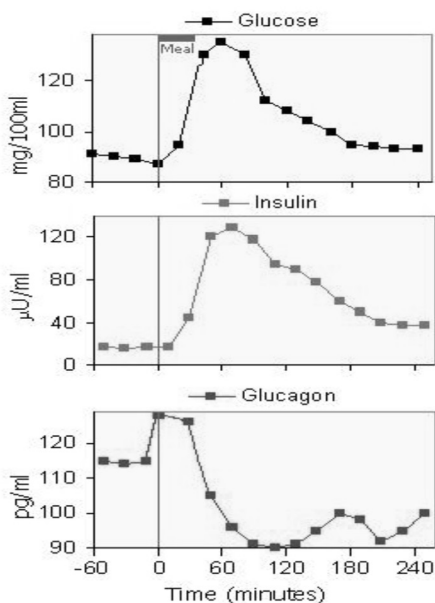 Glucose
Meal
mg/100ml
120
100
80
Insulin
µU/ml
120
80
40
0
Glucagon
pg/ml
120
110
100
90
-60 0 60 120 180 240
Time (minutes)